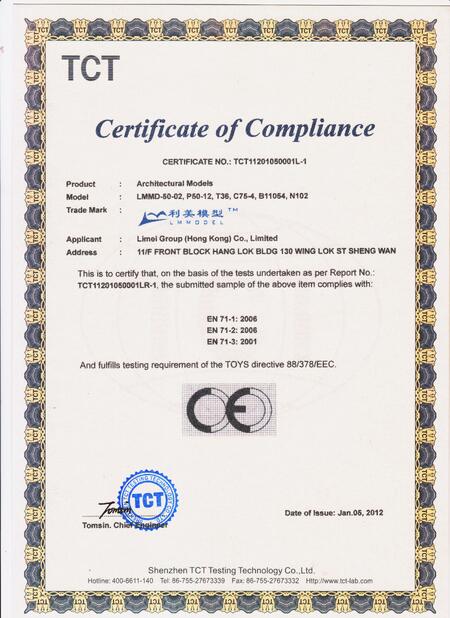 TCT
Certificate of Compliance
CERTIFICATE NO.: TCT11201050001L-1
Product : Architectural Models
Model : LMMD-50-02, P50-12, T36, C75-4, B11054, N102
Trade Mark : 利美模型 ™
LMMODEL
Applicant : Limei Group (Hong Kong) Co., Limited
Address : 11/F FRONT BLOCK HANG LOK BLDG 130 WING LOK ST SHENG WAN
This is to certify that, on the basis of the tests undertaken as per Report No.:
TCT11201050001LR-1, the submitted sample of the above item complies with:
EN 71-1: 2006
EN 71-2: 2006
EN 71-3: 2001
And fulfills testing requirement of the TOYS directive 88/378/EEC.
CE
TCT
Tomsin
Tomsin. Chief Engineer
Date of Issue: Jan.05, 2012
Shenzhen TCT Testing Technology Co.,Ltd.
Hotline: 400-6611-140 Tel: 86-755-27673339 Fax: 86-755-27673332 Http://www.tct-lab.com